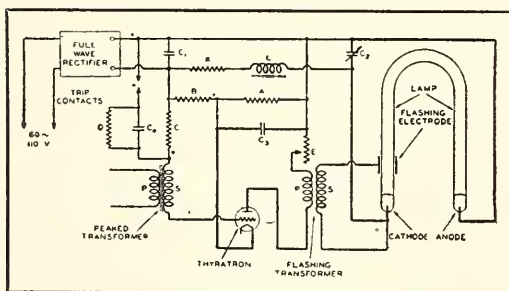 FULL
WAVE
RECTIFIER
C1
R
L
C2
LAMP
FLASHING
ELECTRODE
TRIP
CONTACTS
60~
110 V
B
A
D
C4
C
C3
E
P
S
P
S
PEAKED
TRANSFORMER
THYRATRON
FLASHING
TRANSFORMER
CATHODE
ANODE